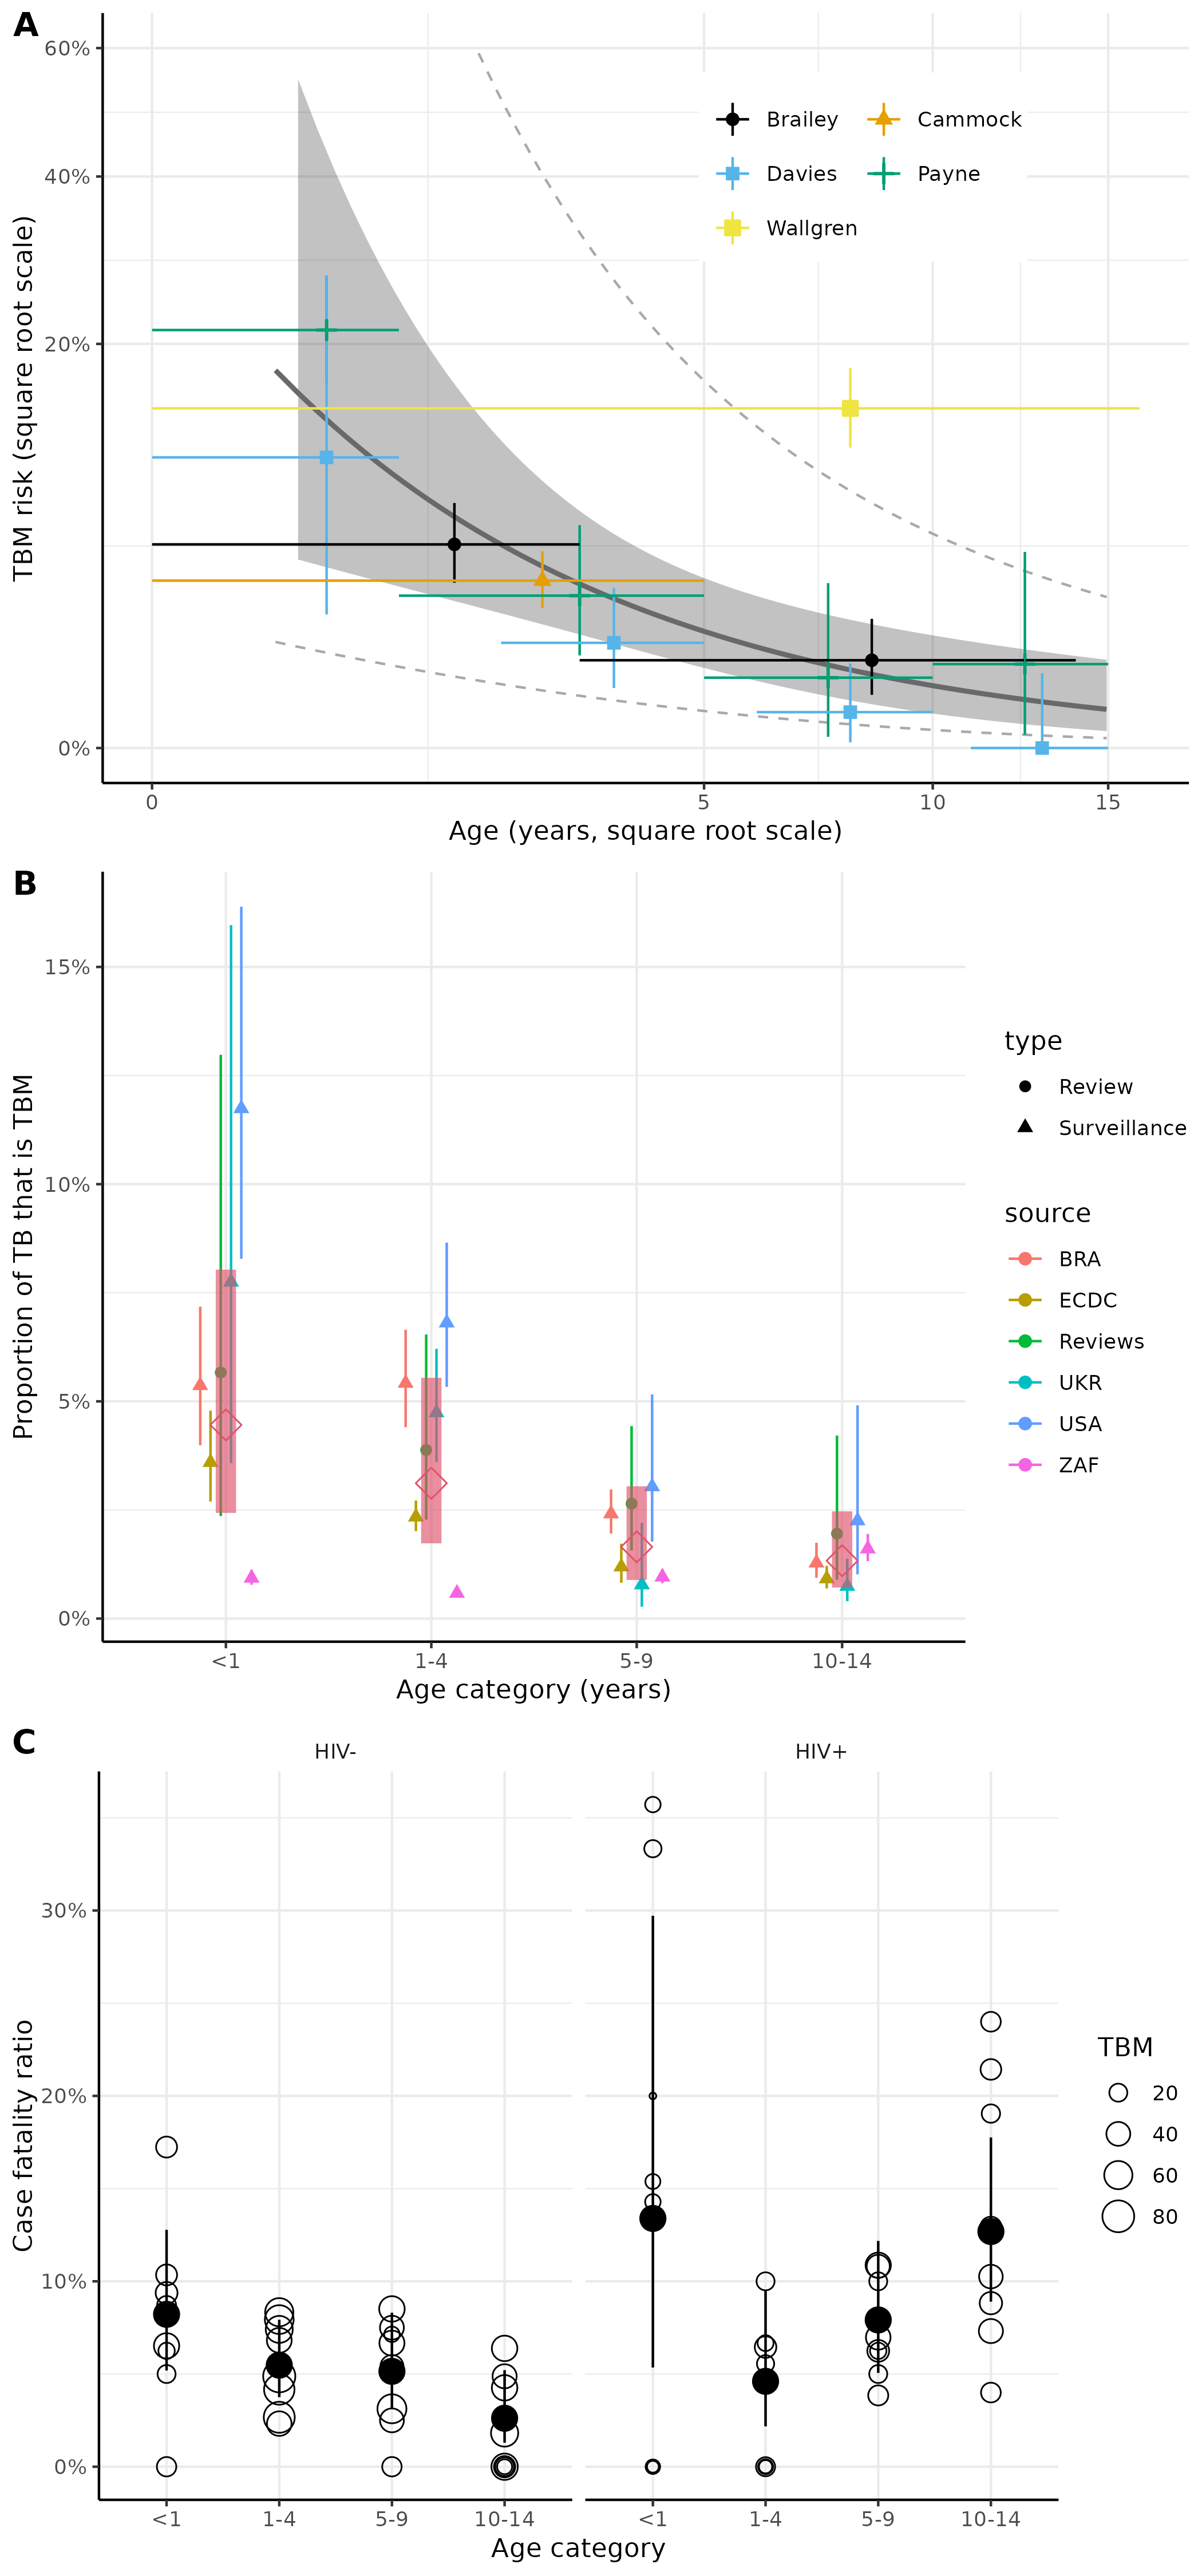 A
60%
40%
20%
0%
TBM risk (square root scale)
Brailey
Cammock
Davies
Payne
Wallgren
0
5
10
15
Age (years, square root scale)
B
15%
10%
5%
0%
Proportion of TB that is TBM
<1
1-4
5-9
10-14
Age category (years)
type
Review
Surveillance
source
BRA
ECDC
Reviews
UKR
USA
ZAF
C
HIV-
HIV+
30%
20%
10%
0%
Case fatality ratio
<1
1-4
5-9
10-14
<1
1-4
5-9
10-14
Age category
TBM
20
40
60
80